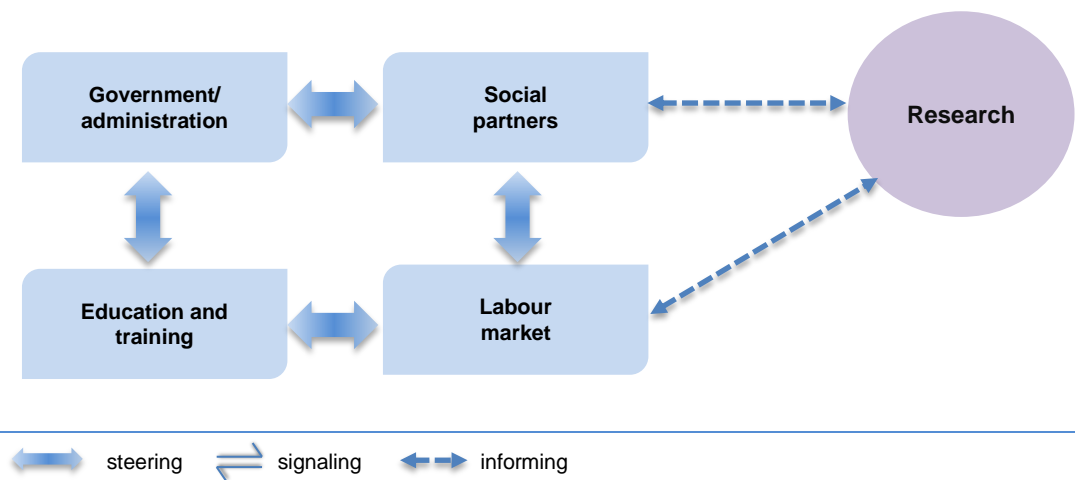 Government/
administration
Social
partners
Research
Education and
training
Labour
market
steering
signaling
informing